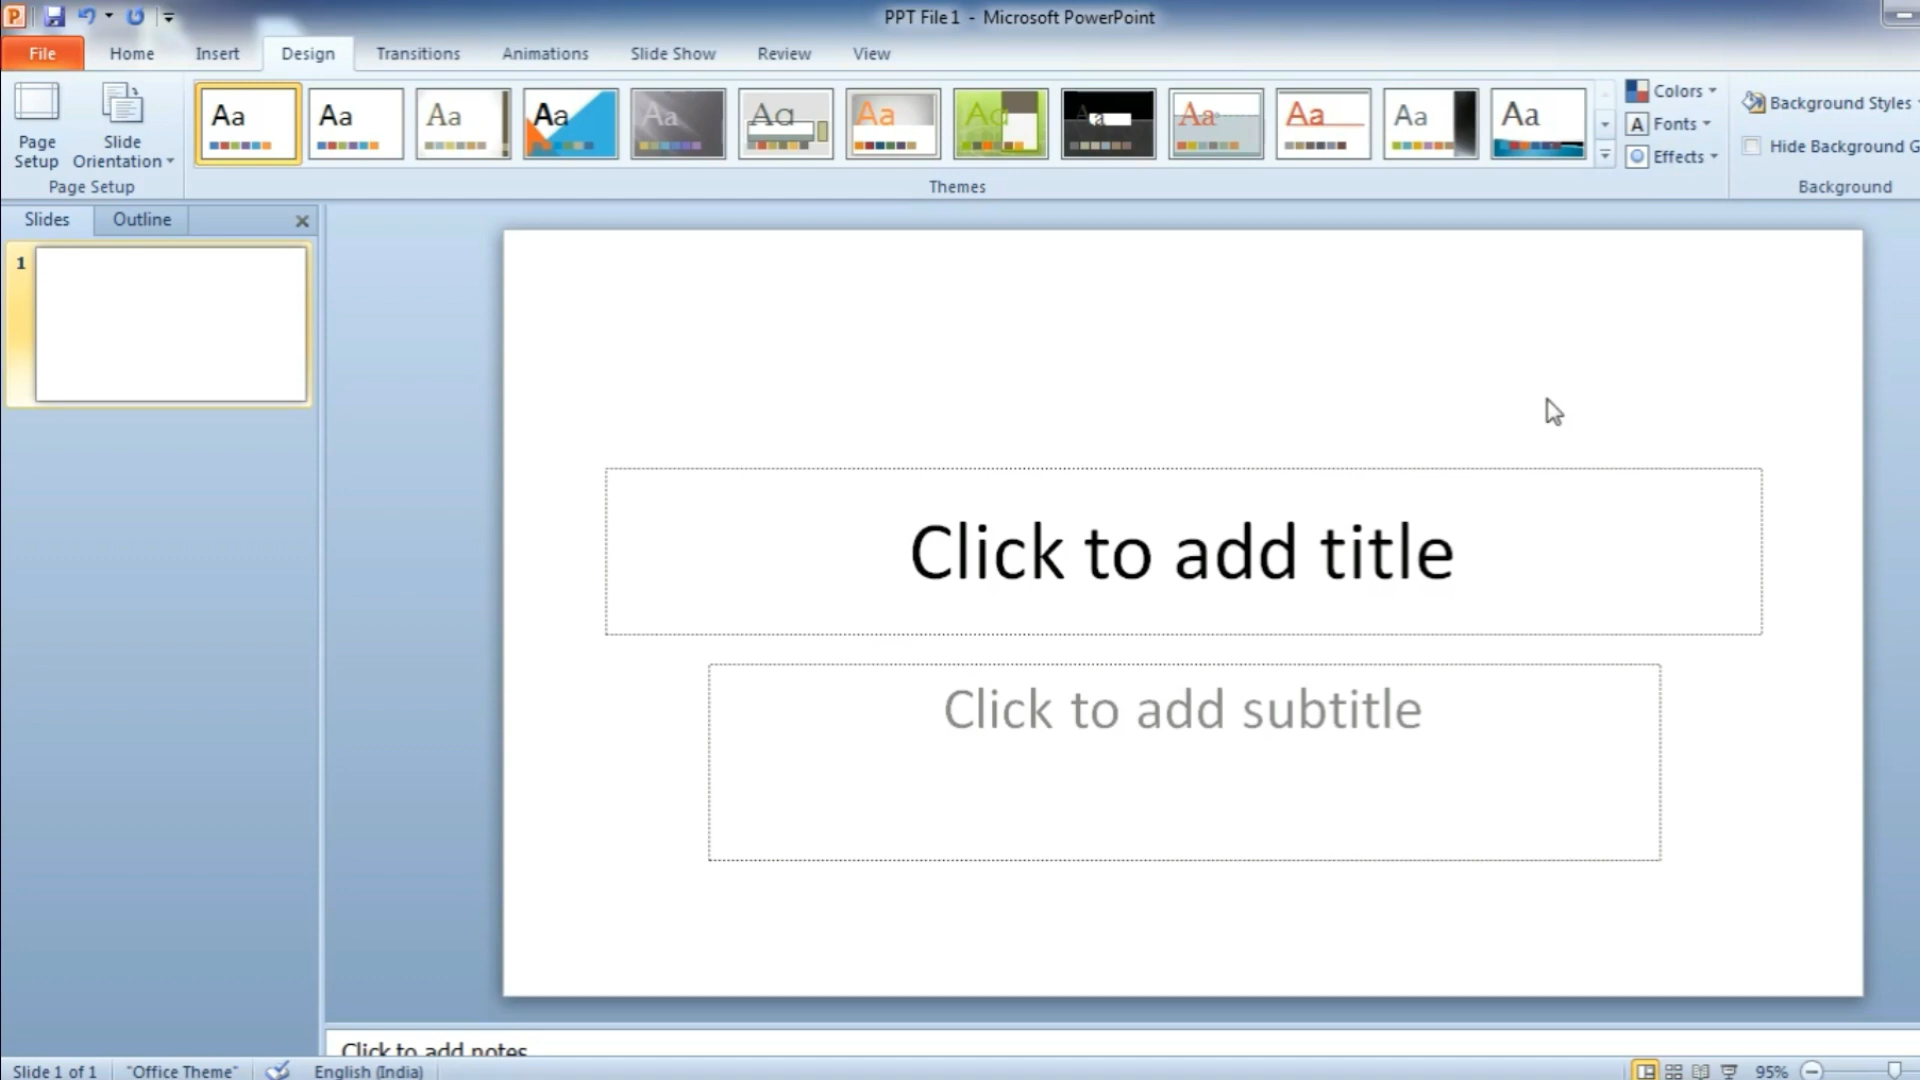 PPT File1 - Microsoft PowerPoint
File Home Insert Design Transitions Animations Slide Show Review View
Aa Aa Aa Aa Aa Aa Aa Aa Aa Aa Aa Aa
Colors
Fonts
Effects
Background Styles
Hide Background G
Page Setup
Slide Orientation
Page Setup
Themes
Background
Slides Outline
1
Click to add title
Click to add subtitle
Click to add notes
Slide 1 of 1 "Office Theme" English (India) 95%